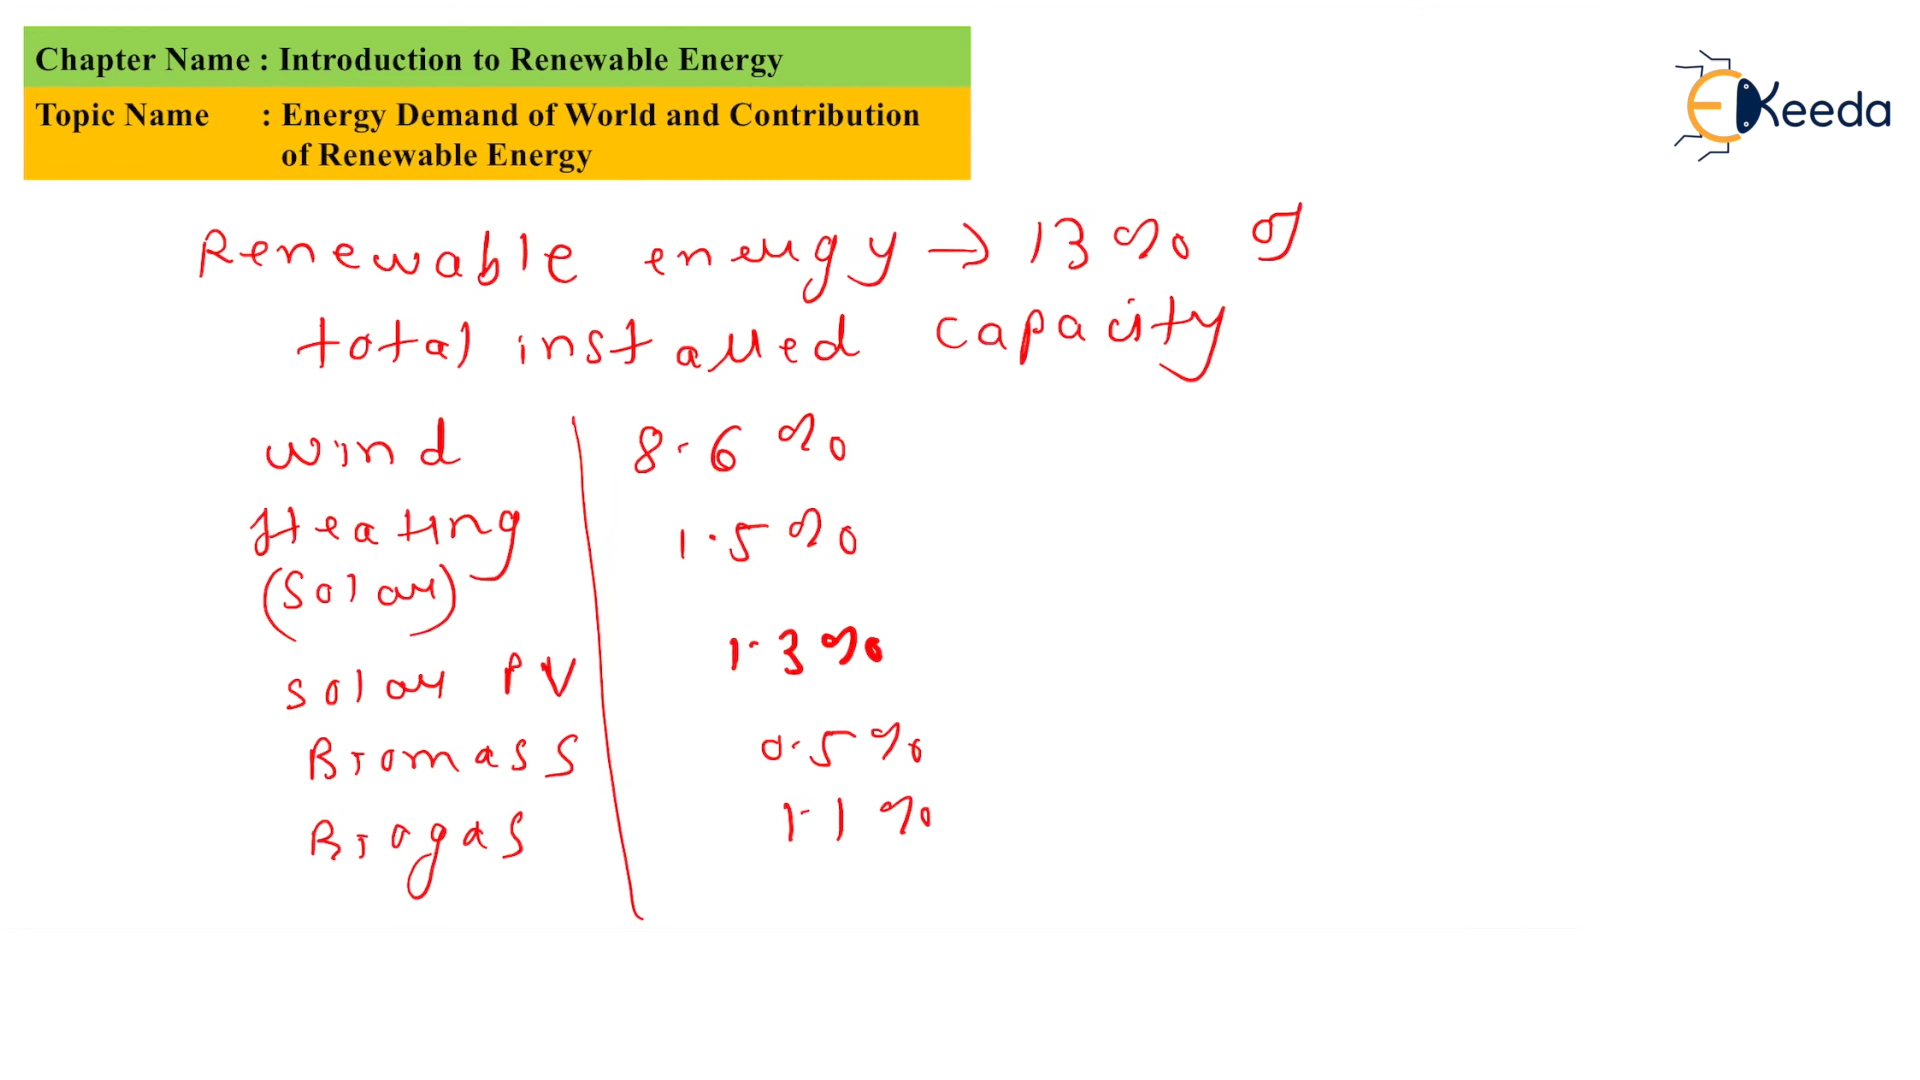 Chapter Name : Introduction to Renewable Energy
Topic Name : Energy Demand of World and Contribution
of Renewable Energy
EKeeda
Renewable energy → 13% of
total installed capacity
Wind 8.6%
Heating 1.5%
(Solar)
Solar PV 1.3%
Biomass 0.5%
Biogas 1.1%